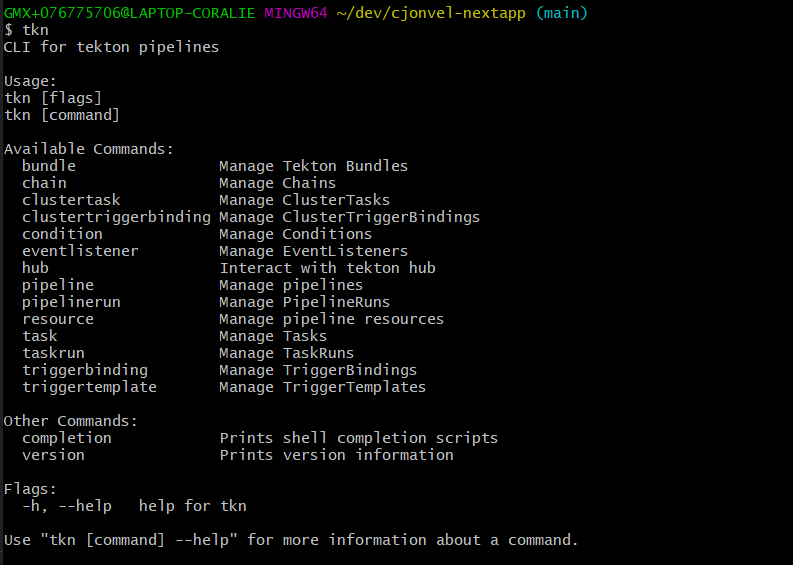 GMX+076775706@LAPTOP-CORALIE MINGW64 ~/dev/cjonvel-nextapp (main)
$ tkn
CLI for tekton pipelines

Usage:
tkn [flags]
tkn [command]

Available Commands:
  bundle                Manage Tekton Bundles
  chain                 Manage Chains
  clustertask           Manage ClusterTasks
  clustertriggerbinding Manage ClusterTriggerBindings
  condition             Manage Conditions
  eventlistener         Manage EventListeners
  hub                   Interact with tekton hub
  pipeline              Manage pipelines
  pipelinerun           Manage PipelineRuns
  resource              Manage pipeline resources
  task                  Manage Tasks
  taskrun               Manage TaskRuns
  triggerbinding        Manage TriggerBindings
  triggertemplate       Manage TriggerTemplates

Other Commands:
  completion            Prints shell completion scripts
  version               Prints version information

Flags:
  -h, --help   help for tkn

Use "tkn [command] --help" for more information about a command.